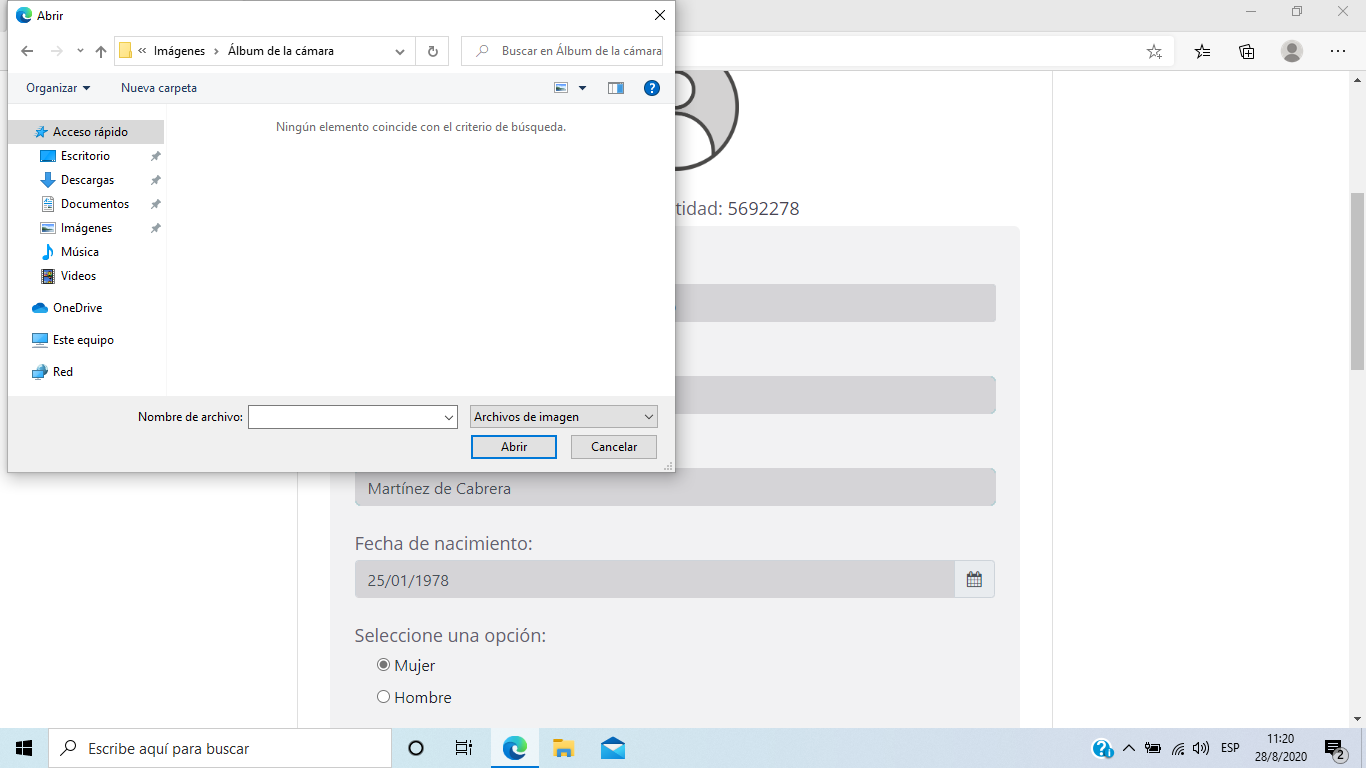 Abrir
Imágenes > Álbum de la cámara
Buscar en Álbum de la cámara
Organizar
Nueva carpeta
Ningún elemento coincide con el criterio de búsqueda.
Acceso rápido
Escritorio
Descargas
Documentos
Imágenes
Música
Videos
OneDrive
Este equipo
Red
Nombre de archivo:
Archivos de imagen
Abrir
Cancelar
tidad: 5692278
Martínez de Cabrera
Fecha de nacimiento:
25/01/1978
Seleccione una opción:
Mujer
Hombre
Escribe aquí para buscar
ESP
11:20
28/8/2020
2